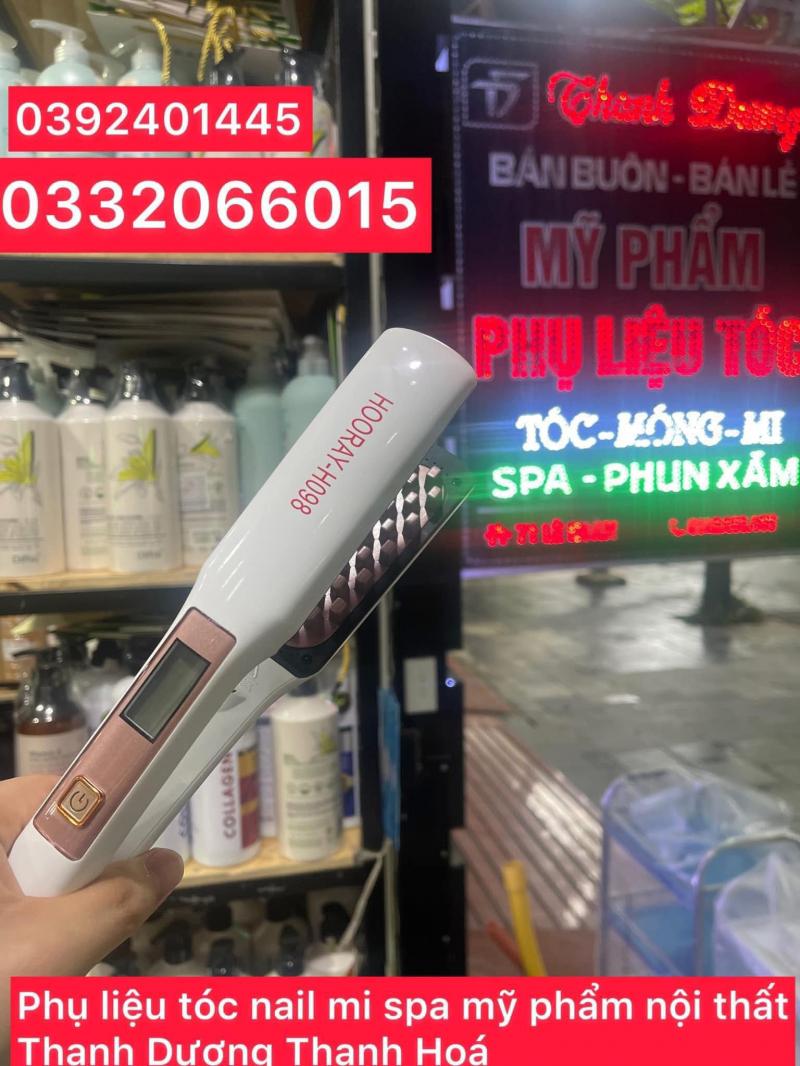 0392401445
0332066015
Thanh Dương
BÁN BUÔN - BÁN LẺ
MỸ PHẨM
PHỤ LIỆU TÓC
TÓC-MÓNG-MI
SPA - PHUN XĂM
HOORAY-H098
COLLAGEN
Phụ liệu tóc nail mi spa mỹ phẩm nội thất
Thanh Dương Thanh Hoá